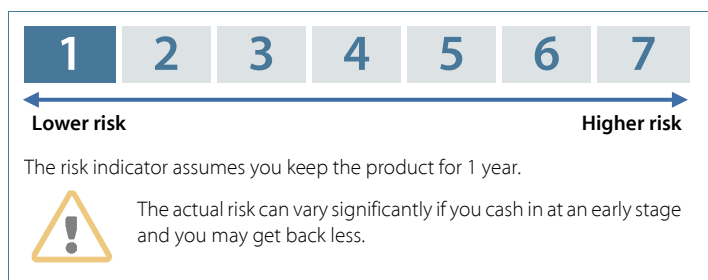 1 2 3 4 5 6 7
Lower risk Higher risk
The risk indicator assumes you keep the product for 1 year.
The actual risk can vary significantly if you cash in at an early stage
and you may get back less.